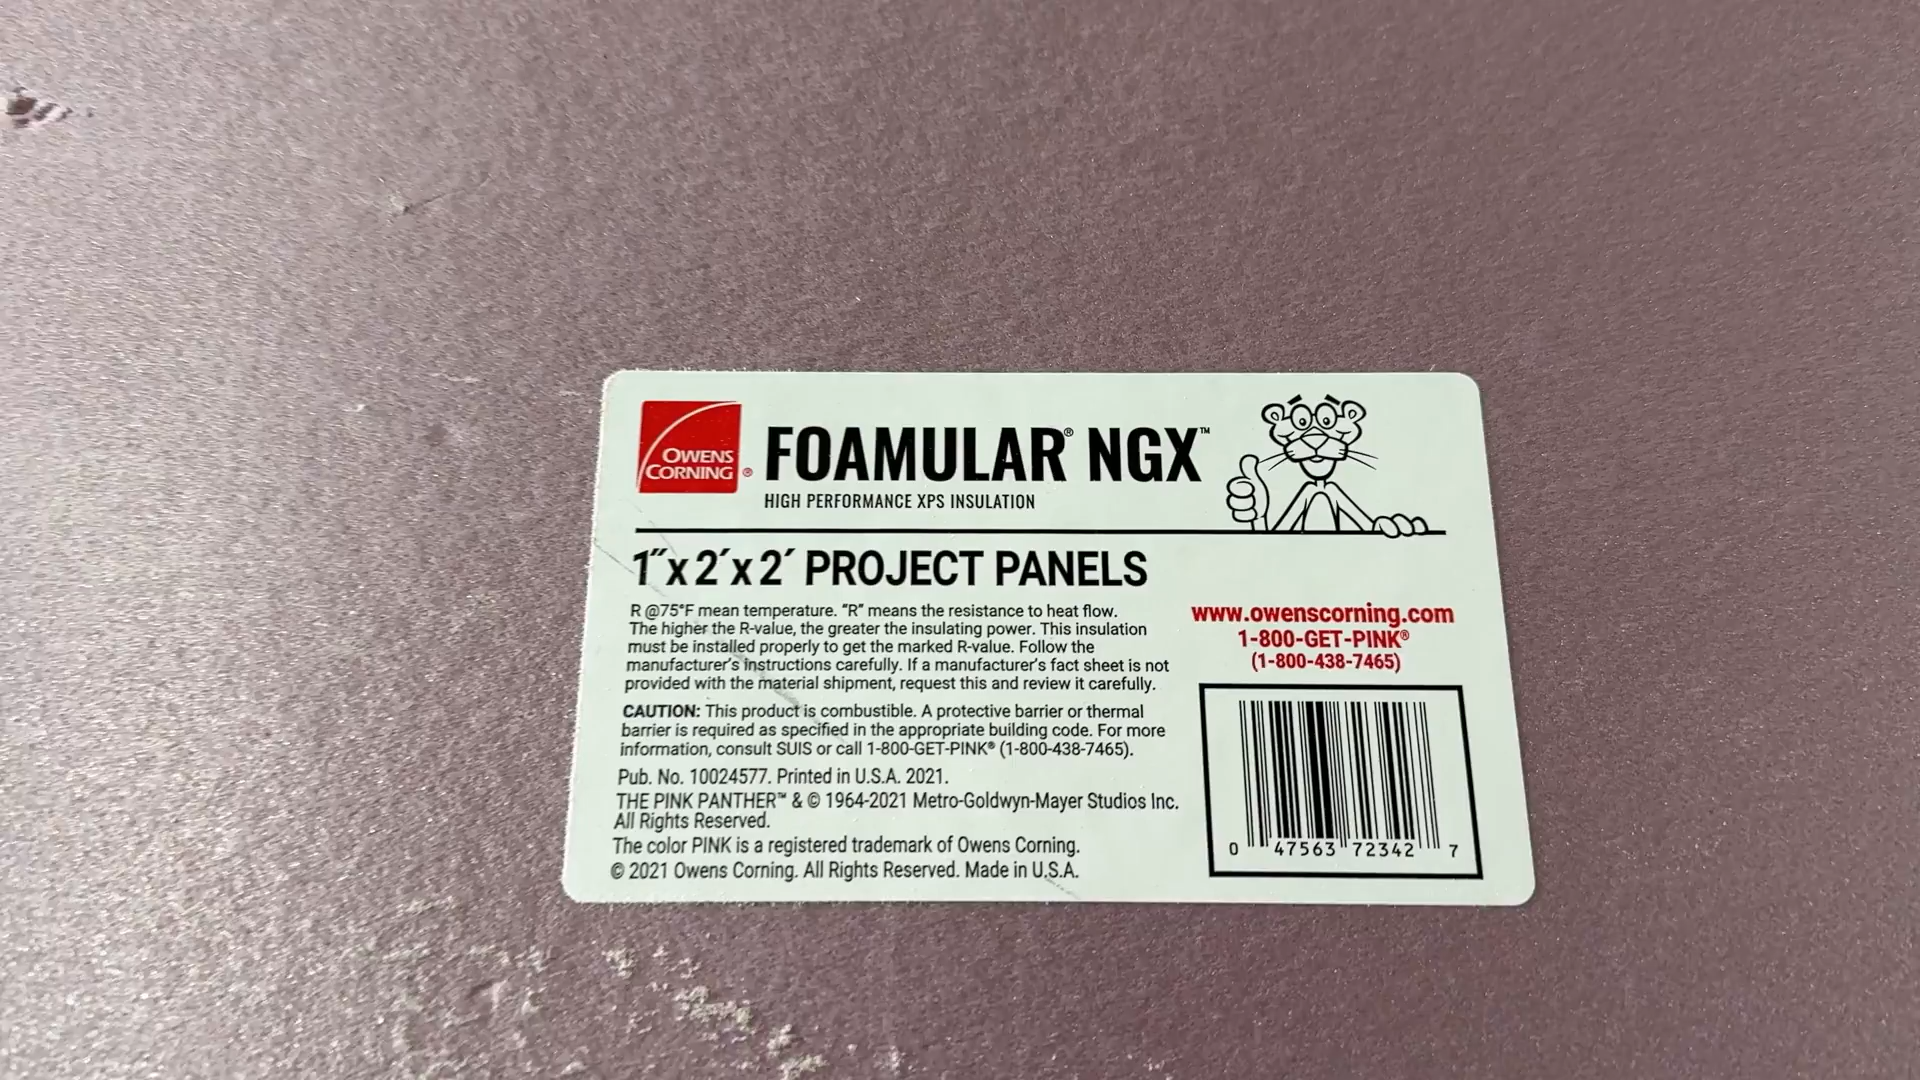 OWENS
CORNING®
FOAMULAR® NGX™
HIGH PERFORMANCE XPS INSULATION
1˝x 2´x 2´ PROJECT PANELS
R @75°F mean temperature. “R” means the resistance to heat flow.
The higher the R-value, the greater the insulating power. This insulation
must be installed properly to get the marked R-value. Follow the
manufacturer’s instructions carefully. If a manufacturer’s fact sheet is not
provided with the material shipment, request this and review it carefully.
CAUTION: This product is combustible. A protective barrier or thermal
barrier is required as specified in the appropriate building code. For more
information, consult SUIS or call 1-800-GET-PINK® (1-800-438-7465).
Pub. No. 10024577. Printed in U.S.A. 2021.
THE PINK PANTHER™ & © 1964-2021 Metro-Goldwyn-Mayer Studios Inc.
All Rights Reserved.
The color PINK is a registered trademark of Owens Corning.
© 2021 Owens Corning. All Rights Reserved. Made in U.S.A.
www.owenscorning.com
1-800-GET-PINK®
(1-800-438-7465)
0 47563 72342 7